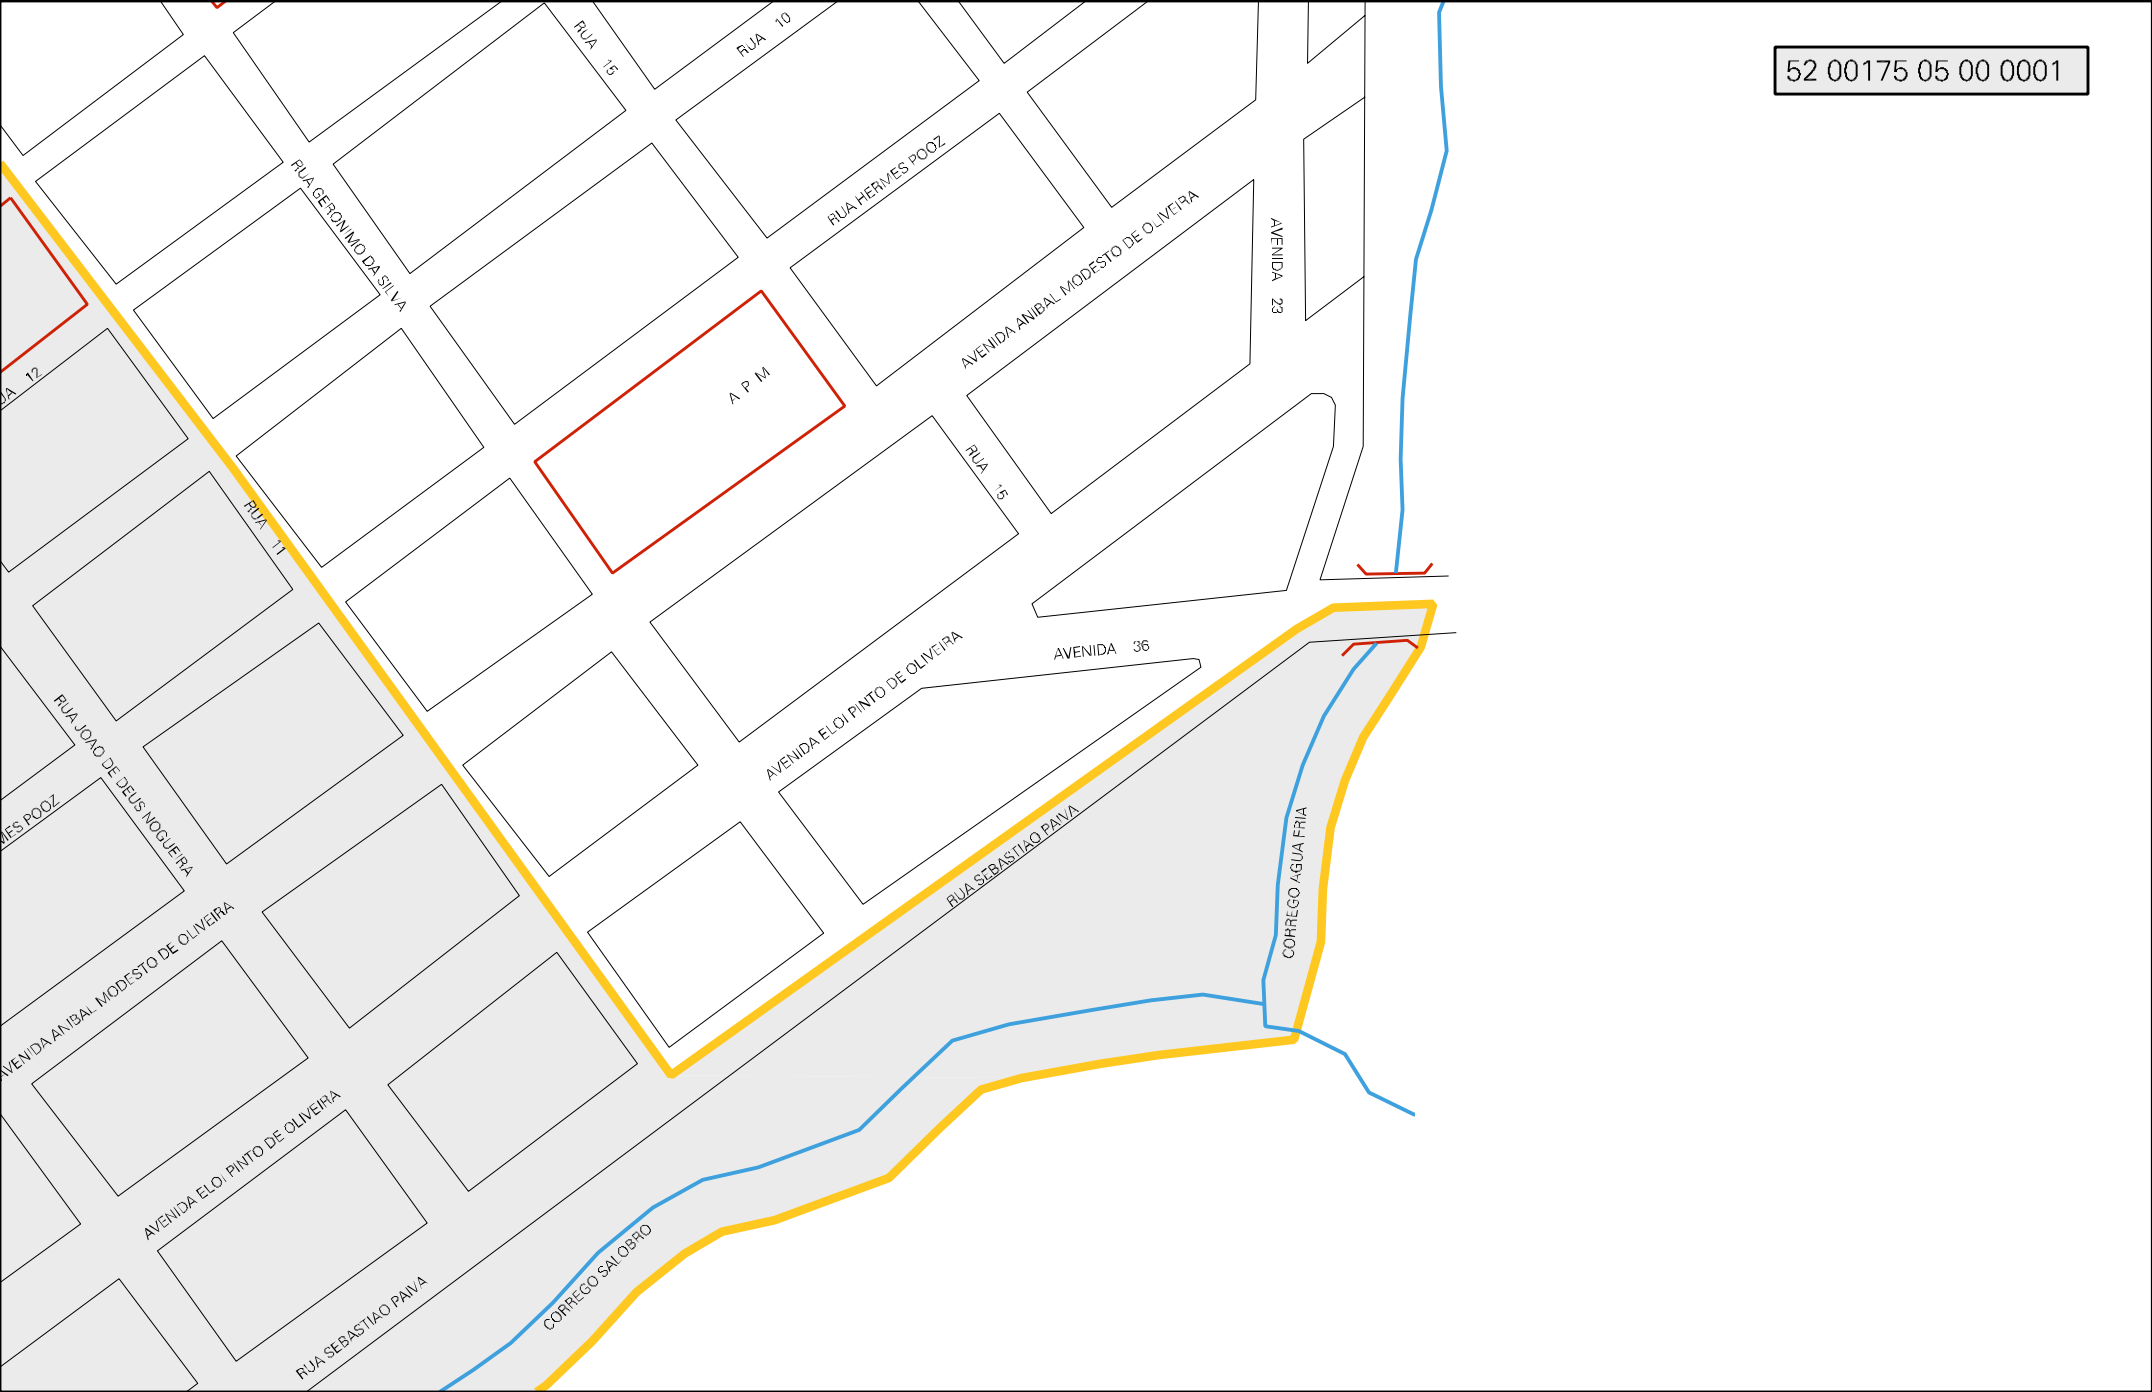 52 00175 05 00 0001
RUA 10
RUA 15
RUA HERMES POOZ
RUA GERONIMO DA SILVA
AVENIDA ANIBAL MODESTO DE OLIVEIRA
AVENIDA 23
UA 12
A P M
RUA 15
RUA 11
AVENIDA ELOI PINTO DE OLIVEIRA
AVENIDA 36
RUA JOAO DE DEUS NOGUEIRA
MES POOZ
RUA SEBASTIAO PAIVA
CORREGO AGUA FRIA
AVENIDA ANIBAL MODESTO DE OLIVEIRA
AVENIDA ELOI PINTO DE OLIVEIRA
CORREGO SALOBRO
RUA SEBASTIAO PAIVA